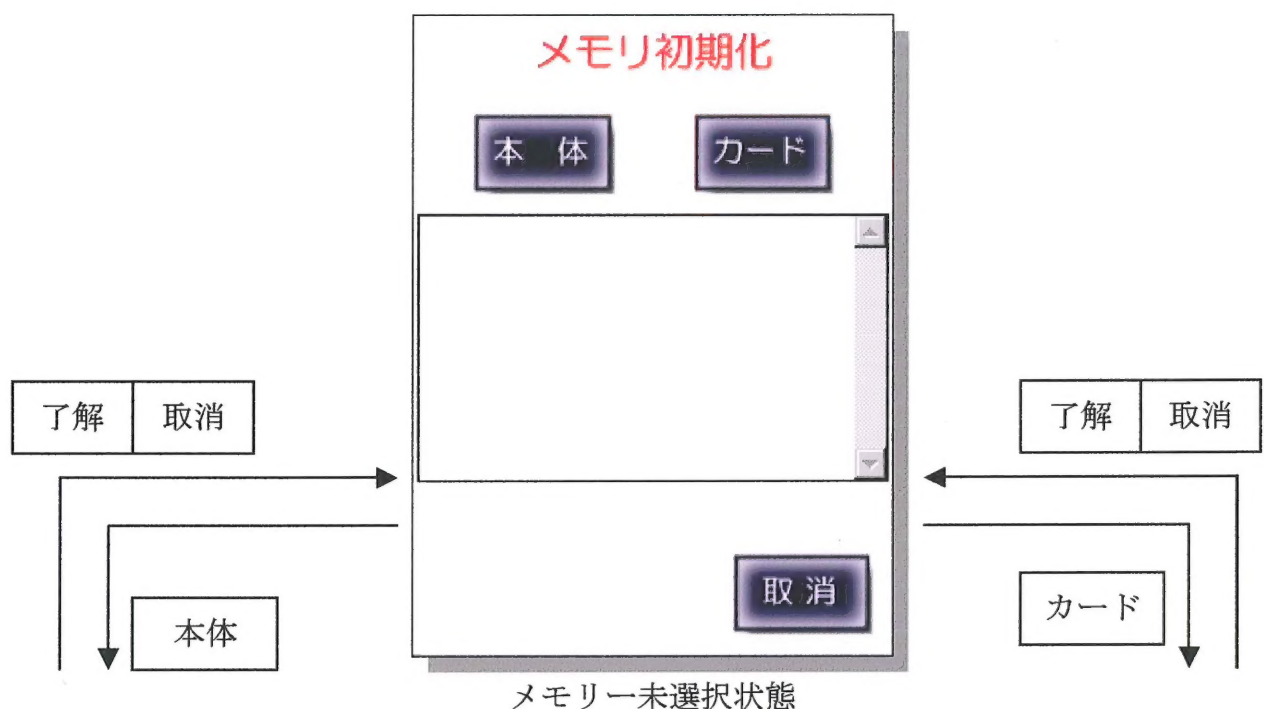 メモリ初期化
本 体
カード
了解 取消
了解 取消
取消
本体
カード
メモリー未選択状態